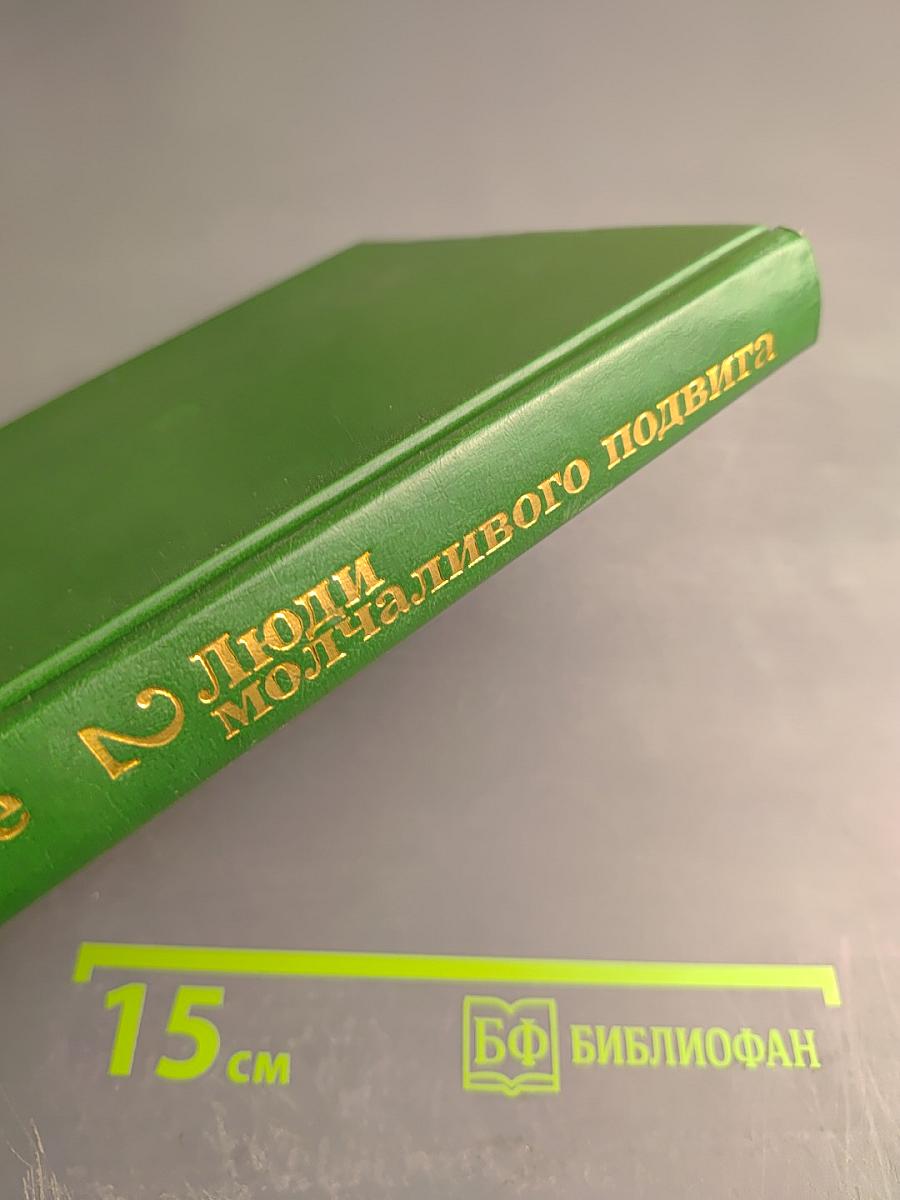 е
2
Люди
молчаливого подвига
15 см
БФ
БИБЛИОФАН